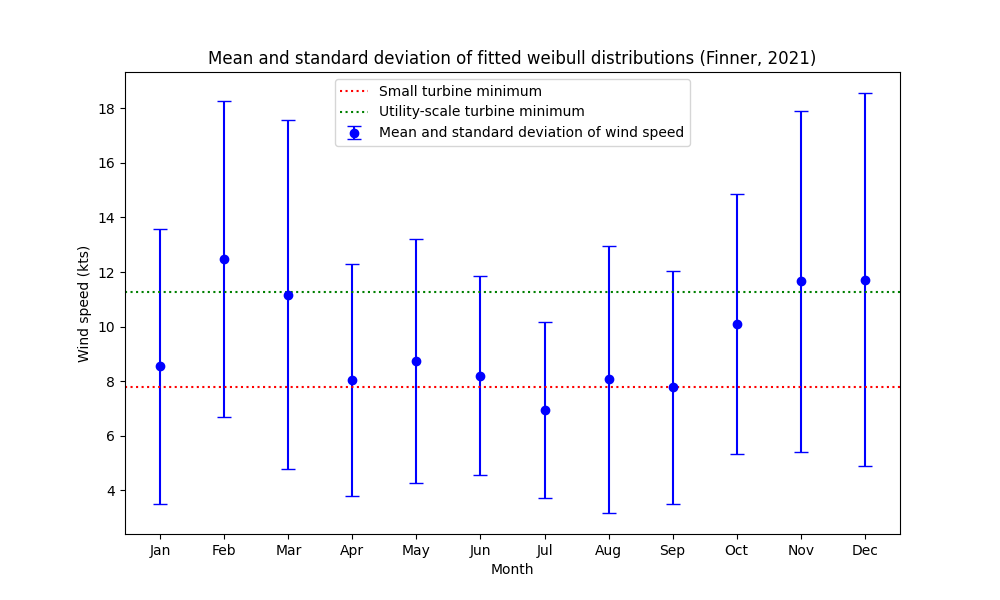 Mean and standard deviation of fitted weibull distributions (Finner, 2021)
Small turbine minimum
Utility-scale turbine minimum
Mean and standard deviation of wind speed
18
16
14
12
10
8
6
4
Wind speed (kts)
Jan Feb Mar Apr May Jun Jul Aug Sep Oct Nov Dec
Month